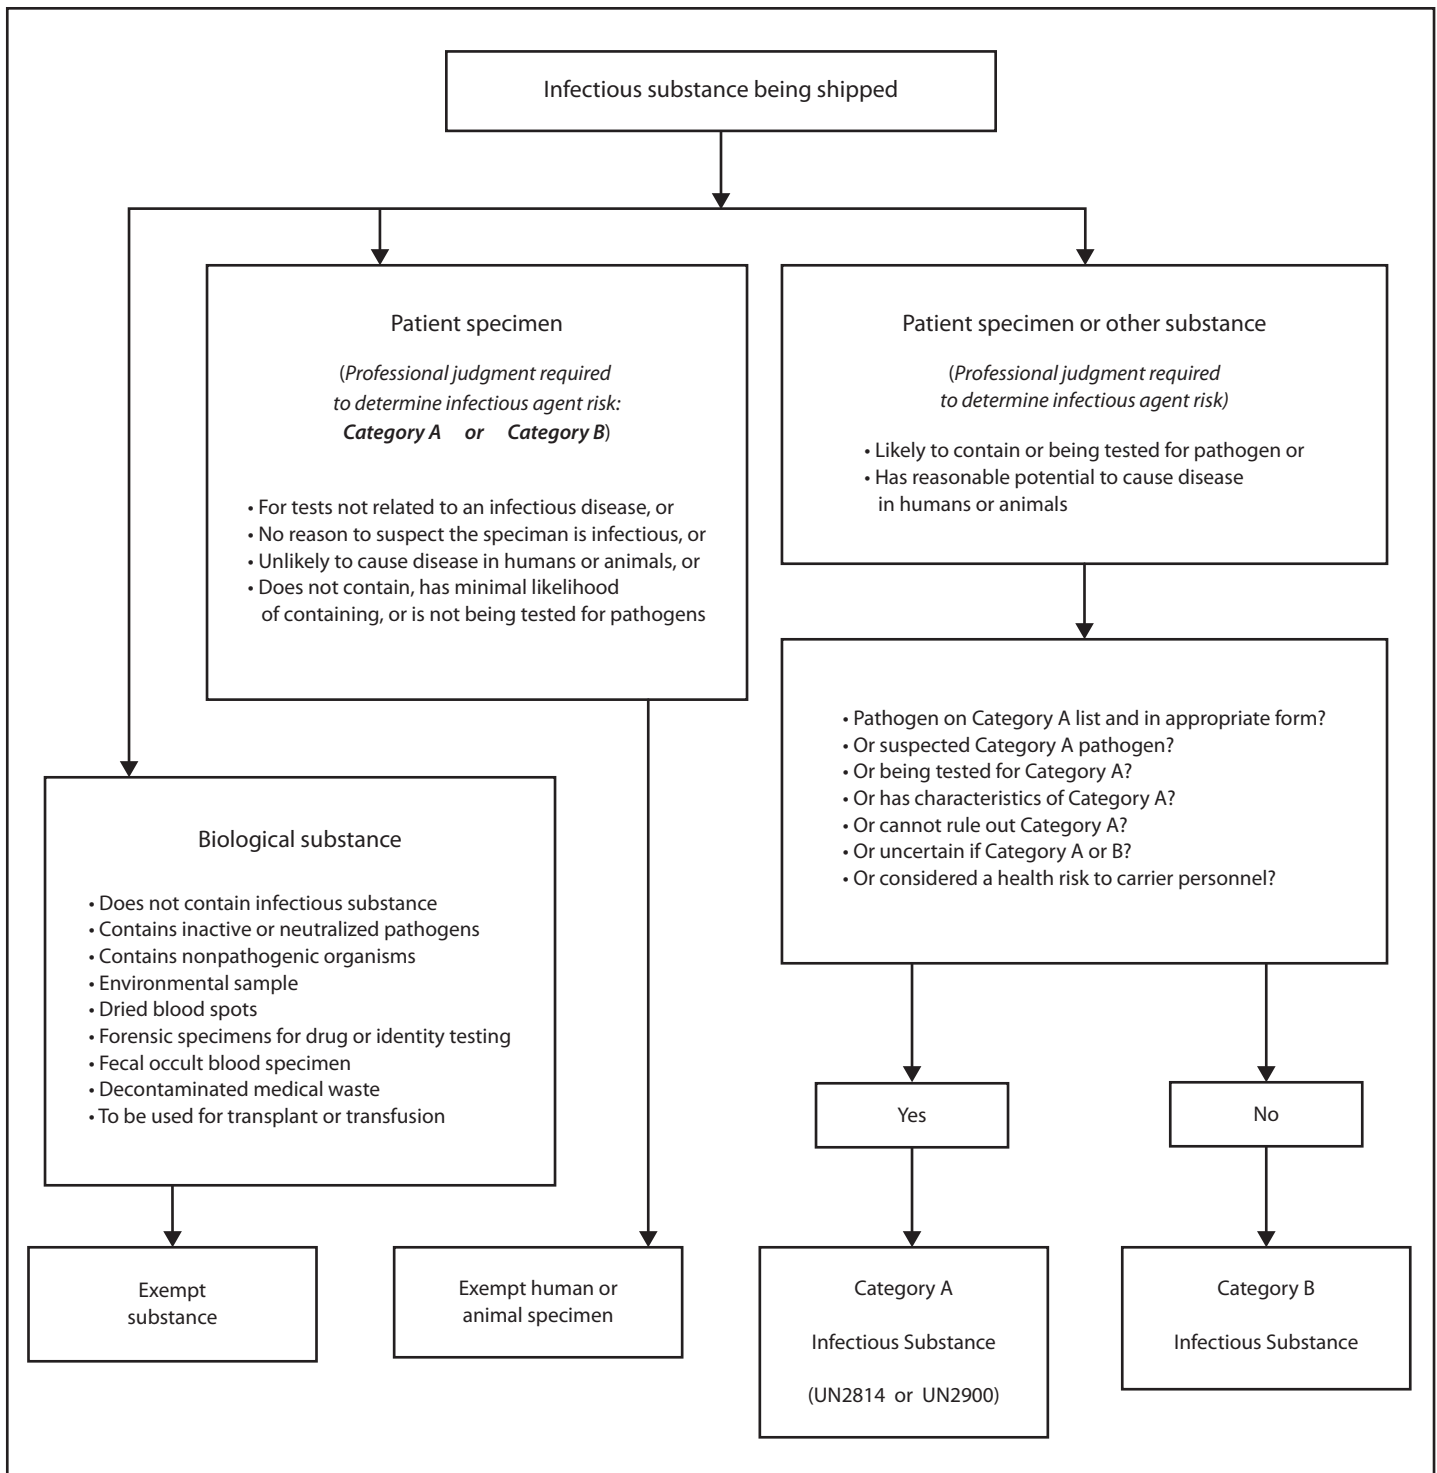 Infectious substance being shipped
Patient specimen
(Professional judgment required
to determine infectious agent risk:
Category A or Category B)
• For tests not related to an infectious disease, or
• No reason to suspect the speciman is infectious, or
• Unlikely to cause disease in humans or animals, or
• Does not contain, has minimal likelihood
of containing, or is not being tested for pathogens
Patient specimen or other substance
(Professional judgment required
to determine infectious agent risk)
• Likely to contain or being tested for pathogen or
• Has reasonable potential to cause disease
in humans or animals
• Pathogen on Category A list and in appropriate form?
• Or suspected Category A pathogen?
• Or being tested for Category A?
• Or has characteristics of Category A?
• Or cannot rule out Category A?
• Or uncertain if Category A or B?
• Or considered a health risk to carrier personnel?
Biological substance
• Does not contain infectious substance
• Contains inactive or neutralized pathogens
• Contains nonpathogenic organisms
• Environmental sample
• Dried blood spots
• Forensic specimens for drug or identity testing
• Fecal occult blood specimen
• Decontaminated medical waste
• To be used for transplant or transfusion
Yes
No
Exempt
substance
Exempt human or
animal specimen
Category A
Infectious Substance
(UN2814 or UN2900)
Category B
Infectious Substance